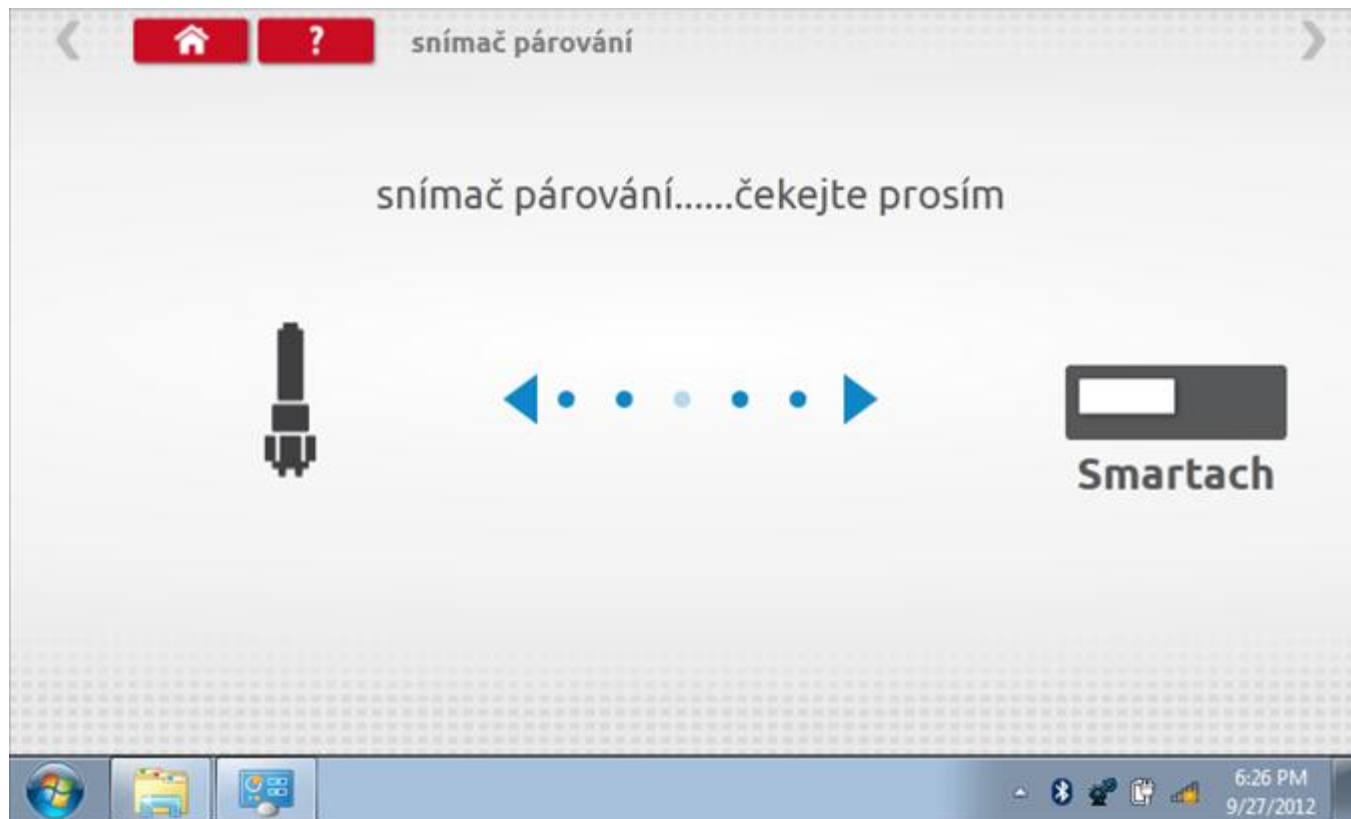 ? snímač párování
snímač párování......čekejte prosím
Smartach
6:26 PM
9/27/2012